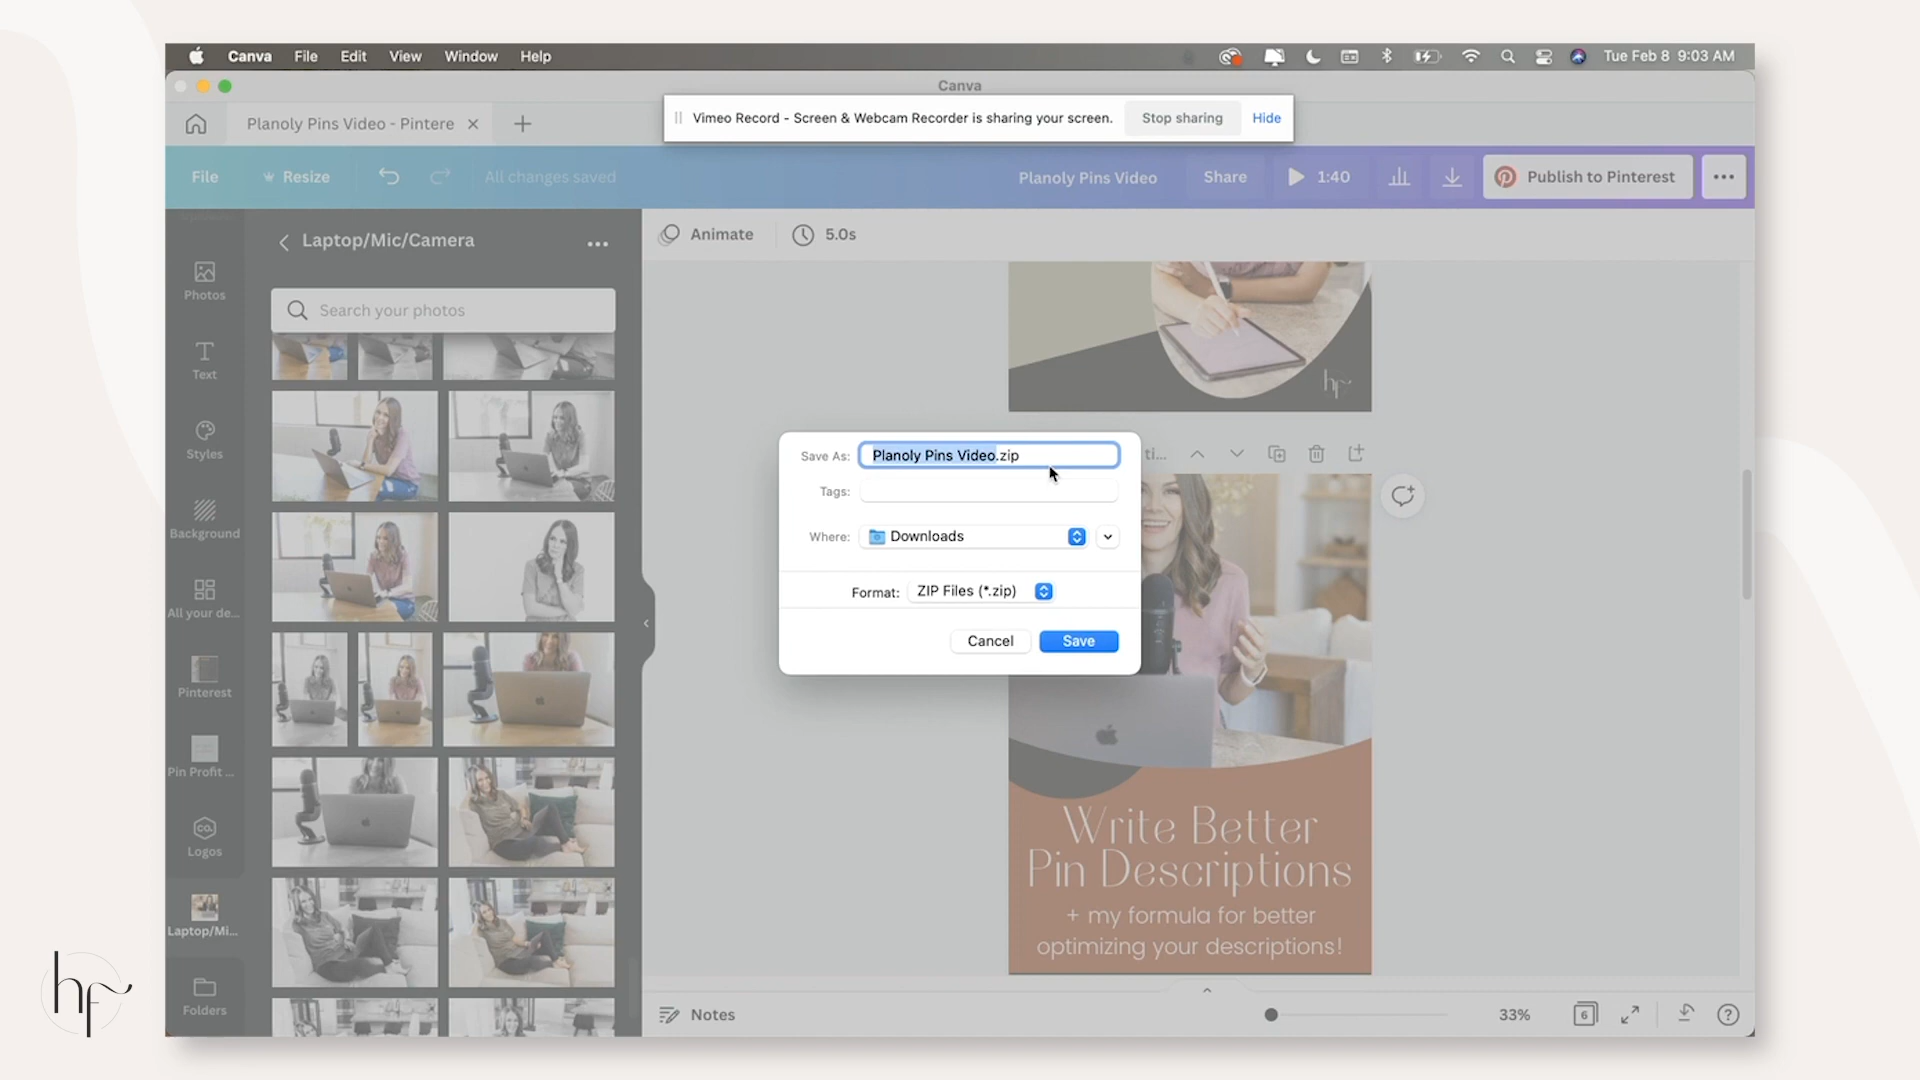 Canva File Edit View Window Help Tue Feb 8 9:03 AM
Canva
Planoly Pins Video - Pintere
Vimeo Record - Screen & Webcam Recorder is sharing your screen. Stop sharing Hide
File Resize All changes saved Planoly Pins Video Share 1:40 Publish to Pinterest
Laptop/Mic/Camera
Animate 5.0s
Search your photos
Photos
Text
Styles
Background
All your de...
Pinterest
Pin Profit ...
CO.
Logos
Laptop/Mi...
Folders
hf
Save As: Planoly Pins Video.zip
Tags:
Where: Downloads
Format: ZIP Files (*.zip)
Cancel Save
ti...
Write Better
Pin Descriptions
+ my formula for better
optimizing your descriptions!
Notes 33% 6 ?
hf